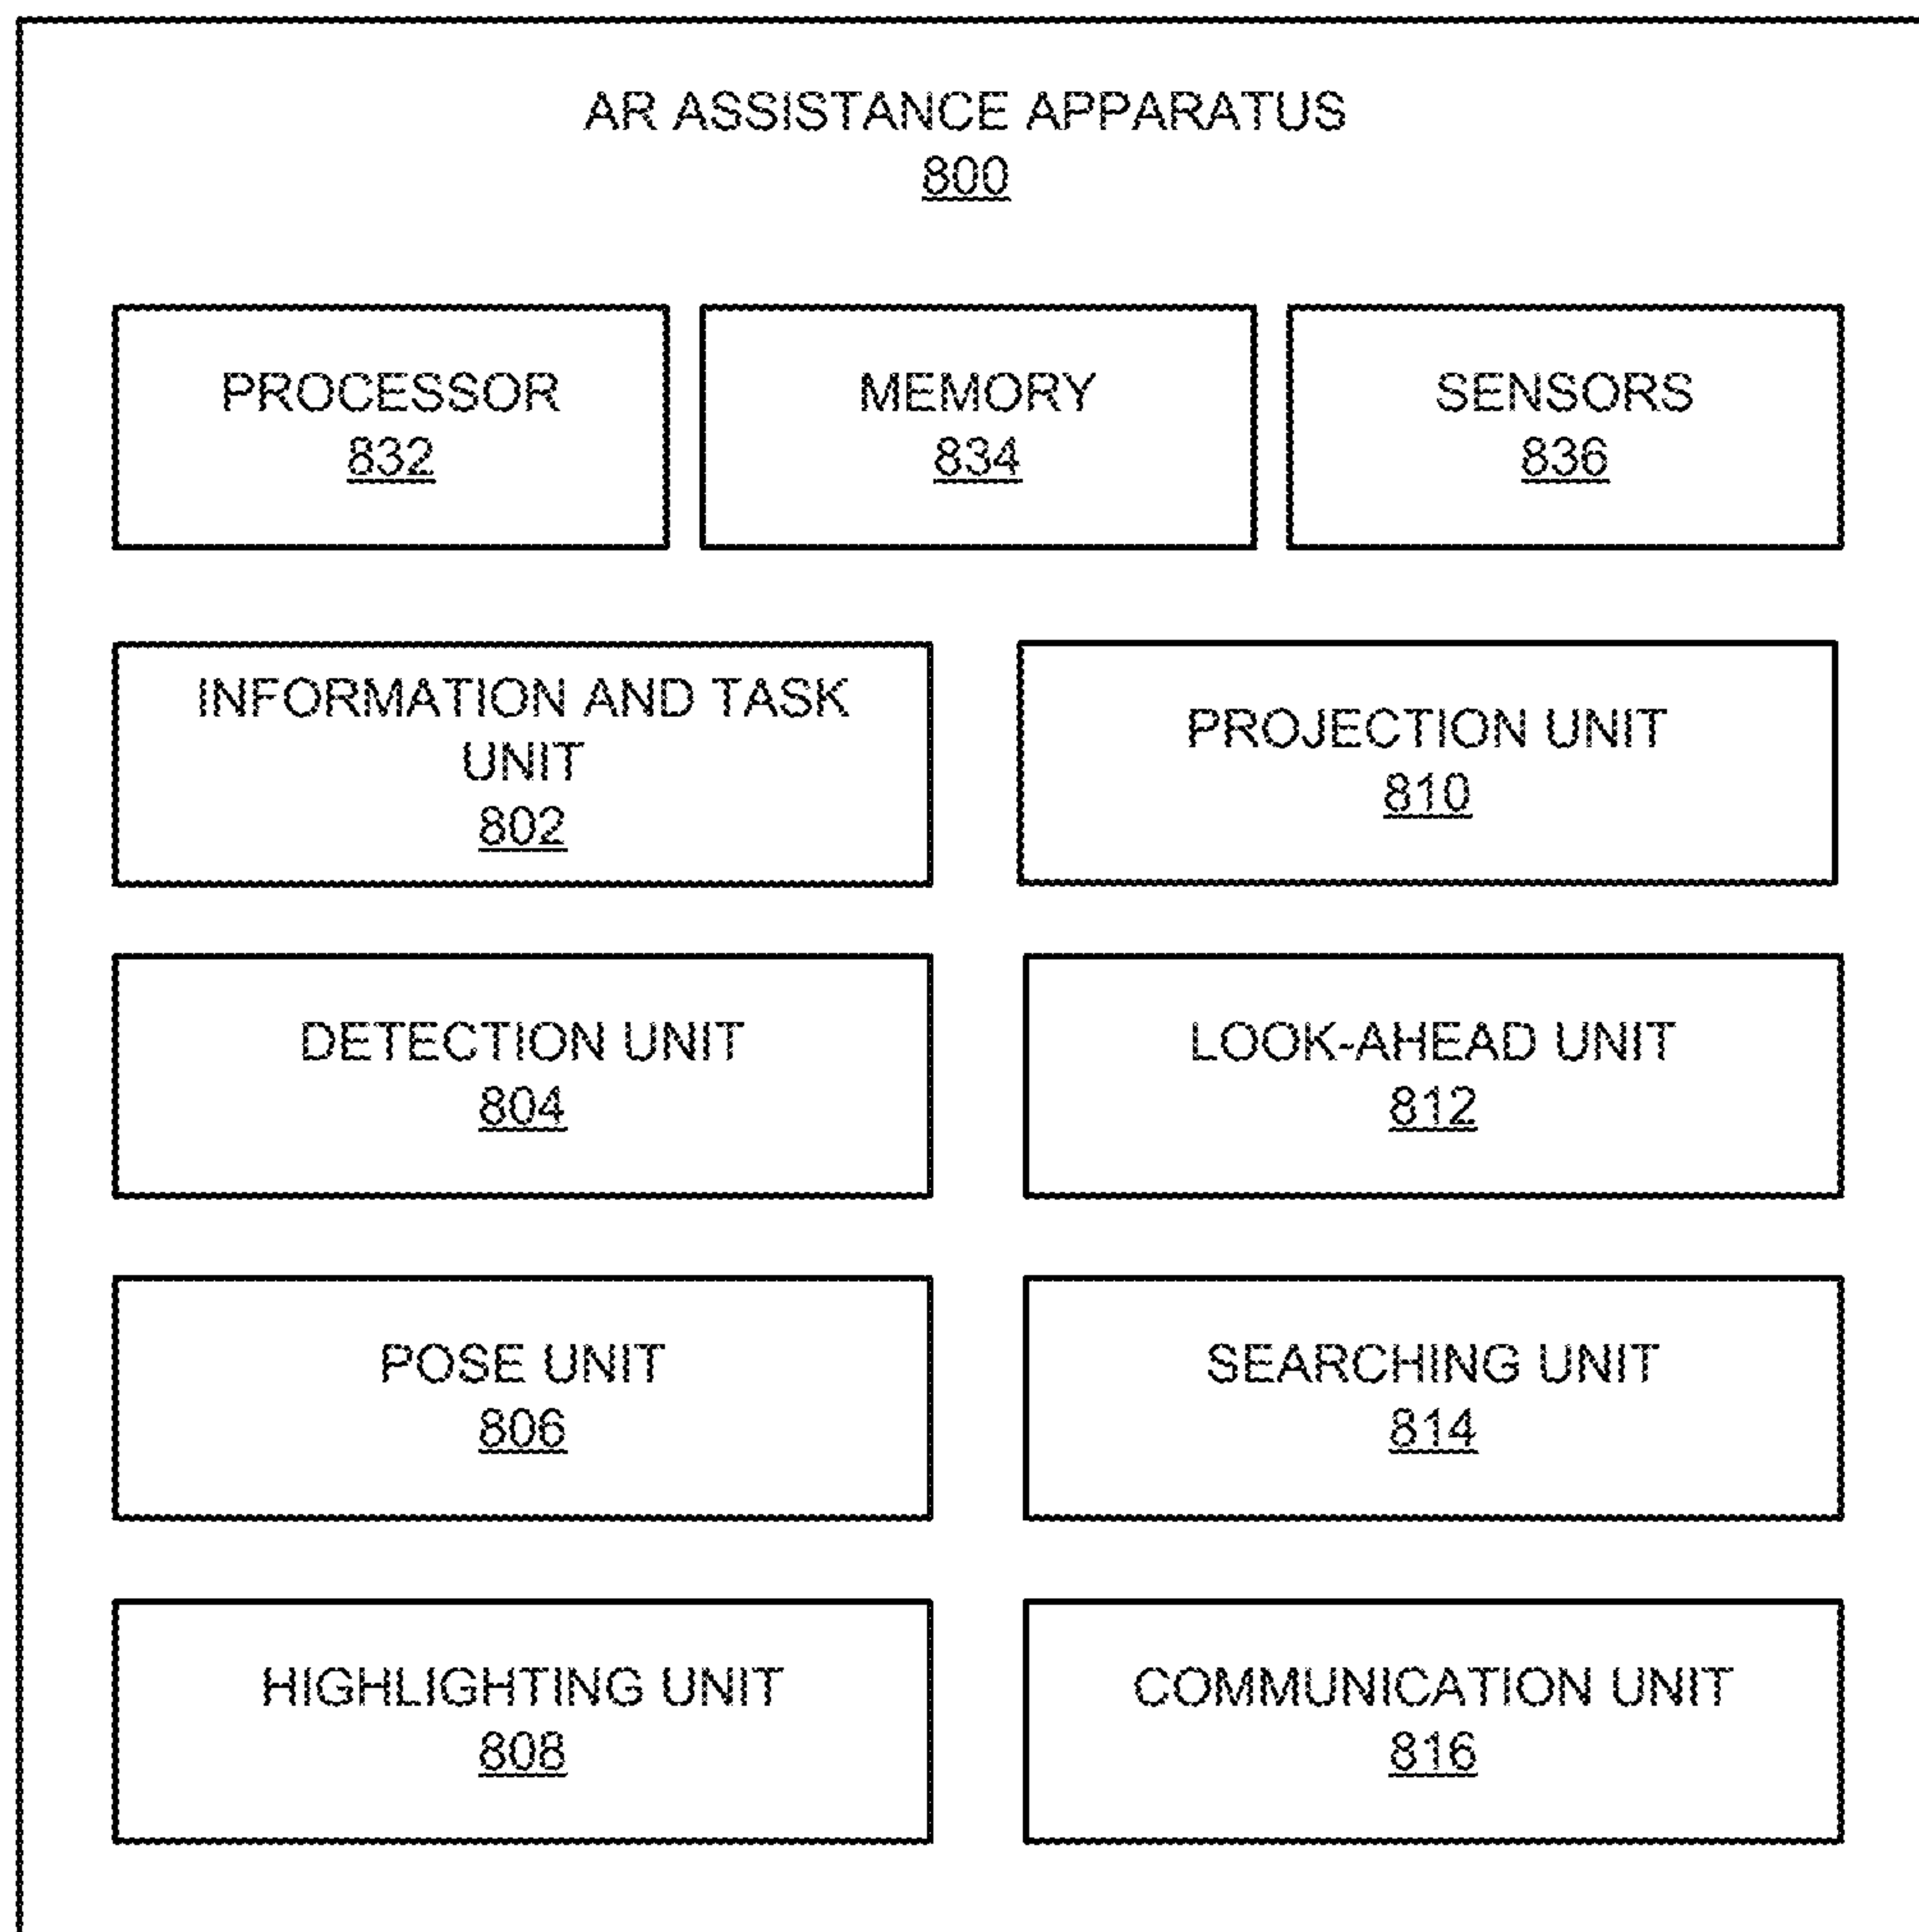 AR ASSISTANCE APPARATUS
800
PROCESSOR
832
MEMORY
834
SENSORS
836
INFORMATION AND TASK
UNIT
802
PROJECTION UNIT
810
DETECTION UNIT
804
LOOK-AHEAD UNIT
812
POSE UNIT
806
SEARCHING UNIT
814
HIGHLIGHTING UNIT
808
COMMUNICATION UNIT
816